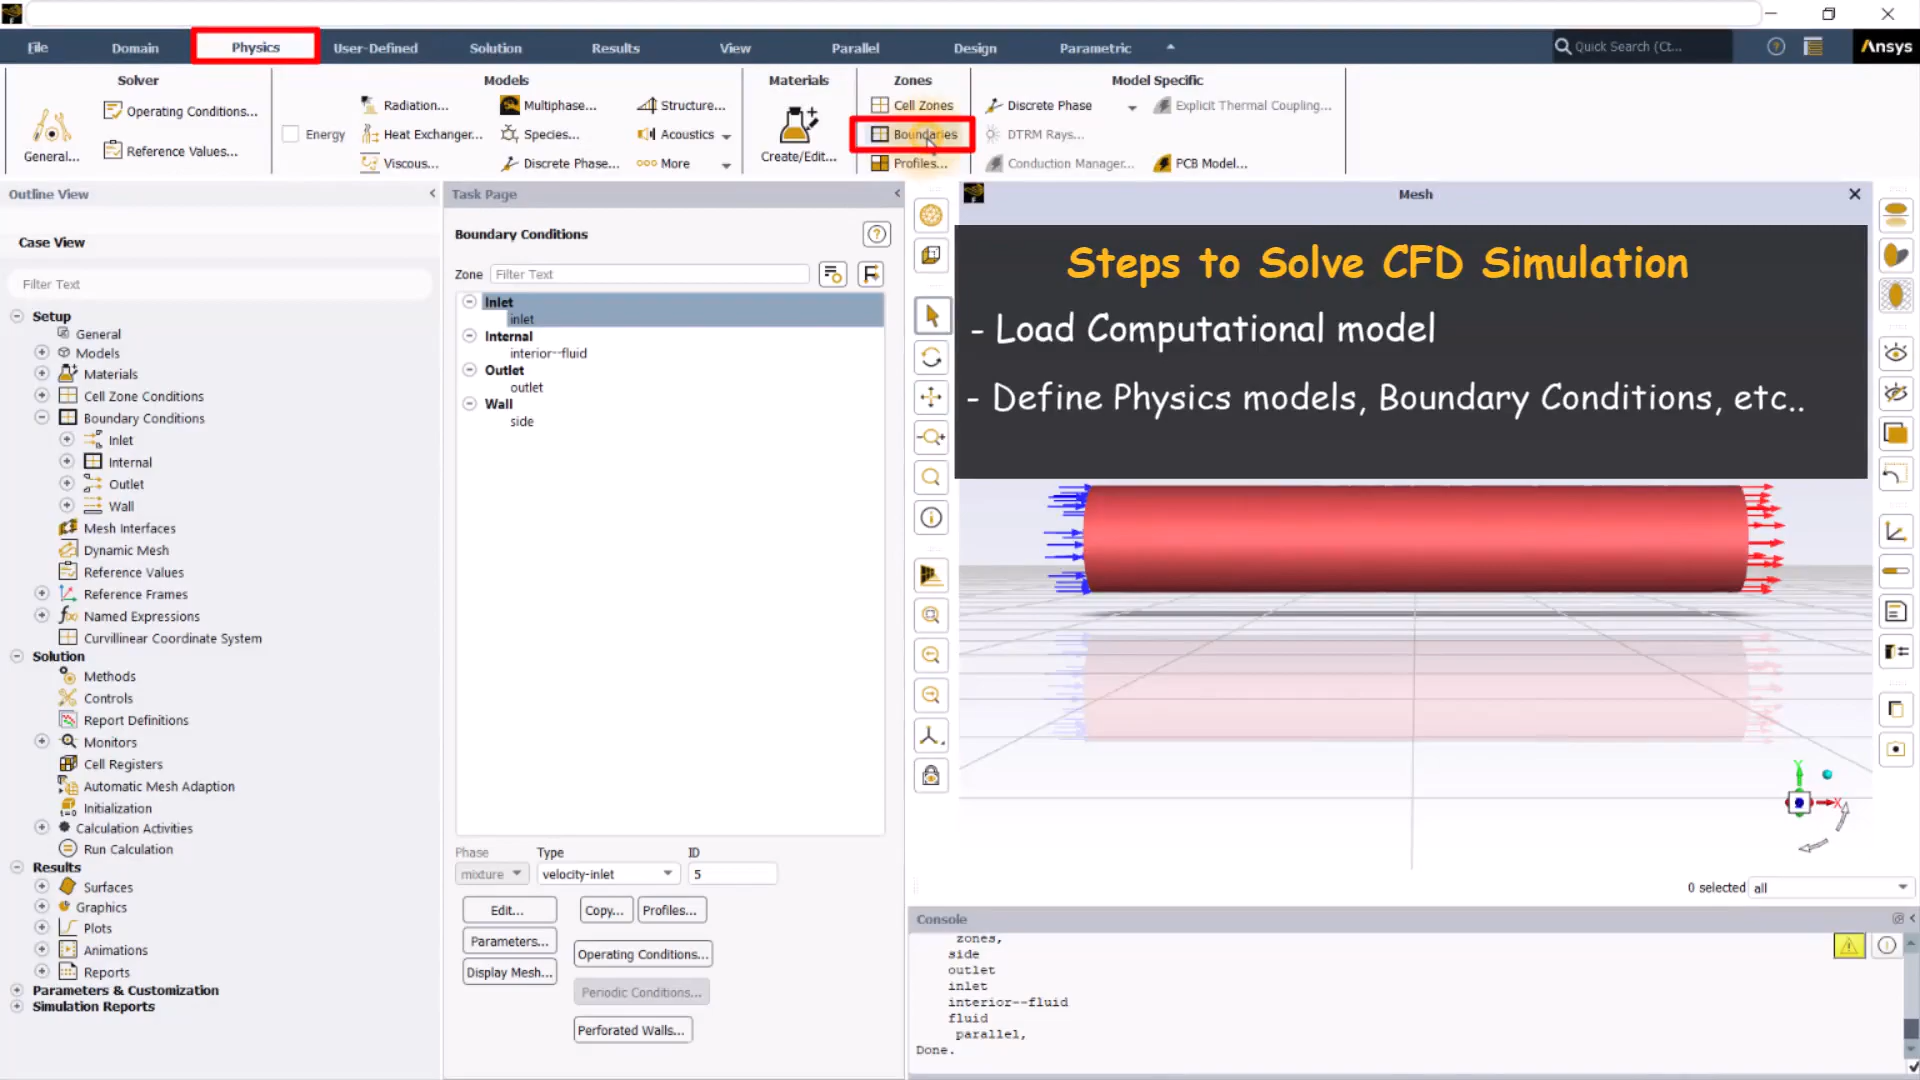 File
Domain
Physics
User-Defined
Solution
Results
View
Parallel
Design
Parametric
Quick Search (Ct...
Ansys
Solver
General...
Operating Conditions...
Reference Values...
Models
Energy
Radiation...
Heat Exchanger...
Viscous...
Multiphase...
Species...
Discrete Phase...
Structure...
Acoustics
More
Materials
Create/Edit...
Zones
Cell Zones
Boundaries
Profiles...
Model Specific
Discrete Phase
DTRM Rays...
Conduction Manager...
Explicit Thermal Coupling...
PCB Model...
Outline View
Case View
Filter Text
Setup
General
Models
Materials
Cell Zone Conditions
Boundary Conditions
Inlet
Internal
Outlet
Wall
Mesh Interfaces
Dynamic Mesh
Reference Values
Reference Frames
Named Expressions
Curvillinear Coordinate System
Solution
Methods
Controls
Report Definitions
Monitors
Cell Registers
Automatic Mesh Adaption
Initialization
Calculation Activities
Run Calculation
Results
Surfaces
Graphics
Plots
Animations
Reports
Parameters & Customization
Simulation Reports
Task Page
Boundary Conditions
Zone Filter Text
Inlet
inlet
Internal
interior--fluid
Outlet
outlet
Wall
side
Phase
Type
ID
mixture
velocity-inlet
5
Edit...
Copy...
Profiles...
Parameters...
Operating Conditions...
Display Mesh...
Periodic Conditions...
Perforated Walls...
Mesh
Steps to Solve CFD Simulation
- Load Computational model
- Define Physics models, Boundary Conditions, etc..
Y
X
0 selected all
Console
zones,
side
outlet
inlet
interior--fluid
fluid
parallel,
Done.